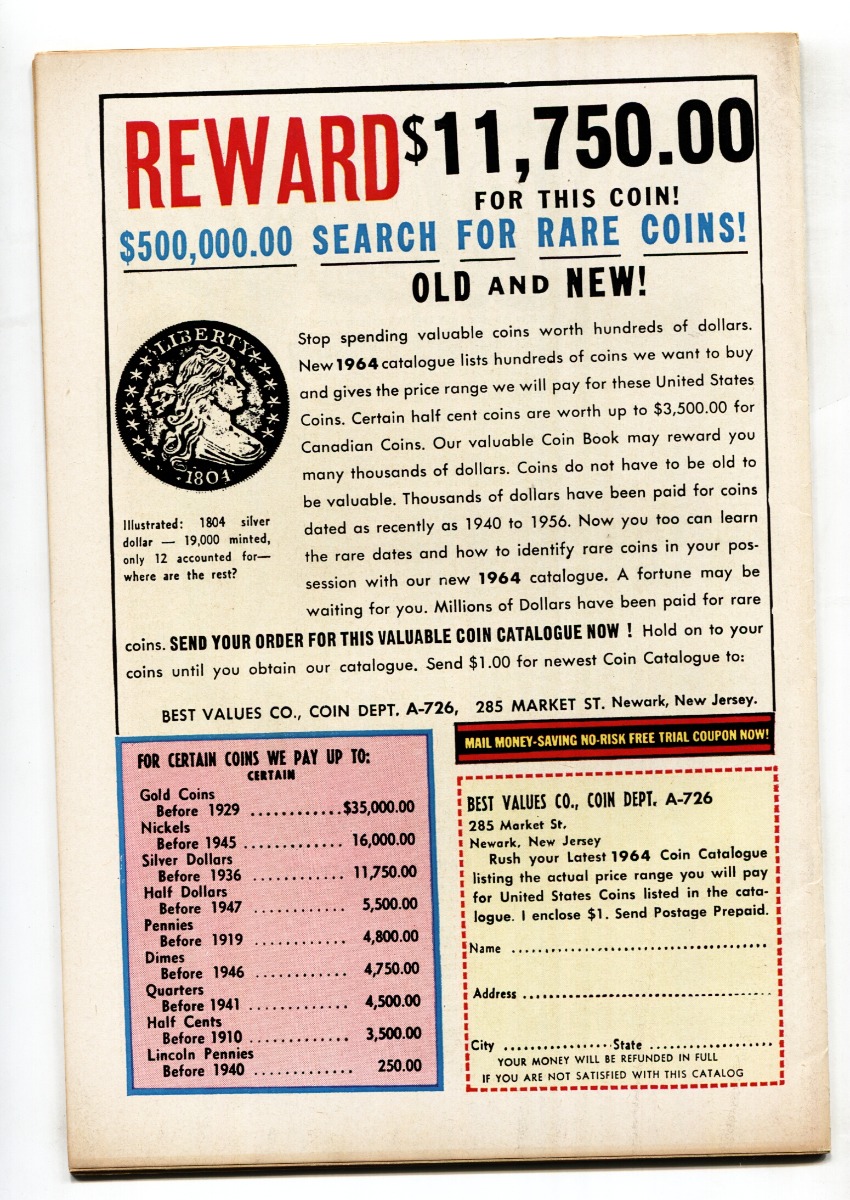 REWARD $11,750.00
FOR THIS COIN!
$500,000.00 SEARCH FOR RARE COINS!
OLD AND NEW!
LIBERTY
1804
Illustrated: 1804 silver
dollar — 19,000 minted,
only 12 accounted for—
where are the rest?
Stop spending valuable coins worth hundreds of dollars.
New 1964 catalogue lists hundreds of coins we want to buy
and gives the price range we will pay for these United States
Coins. Certain half cent coins are worth up to $3,500.00 for
Canadian Coins. Our valuable Coin Book may reward you
many thousands of dollars. Coins do not have to be old to
be valuable. Thousands of dollars have been paid for coins
dated as recently as 1940 to 1956. Now you too can learn
the rare dates and how to identify rare coins in your pos-
session with our new 1964 catalogue. A fortune may be
waiting for you. Millions of Dollars have been paid for rare
coins. SEND YOUR ORDER FOR THIS VALUABLE COIN CATALOGUE NOW ! Hold on to your
coins until you obtain our catalogue. Send $1.00 for newest Coin Catalogue to:
BEST VALUES CO., COIN DEPT. A-726, 285 MARKET ST. Newark, New Jersey.
FOR CERTAIN COINS WE PAY UP TO:
CERTAIN
Gold Coins
Before 1929 ............$35,000.00
Nickels
Before 1945 ............. 16,000.00
Silver Dollars
Before 1936 ............ 11,750.00
Half Dollars
Before 1947 ............ 5,500.00
Pennies
Before 1919 ............. 4,800.00
Dimes
Before 1946 ............ 4,750.00
Quarters
Before 1941 ............. 4,500.00
Half Cents
Before 1910 ............. 3,500.00
Lincoln Pennies
Before 1940 ............. 250.00
MAIL MONEY-SAVING NO-RISK FREE TRIAL COUPON NOW!
BEST VALUES CO., COIN DEPT. A-726
285 Market St.
Newark, New Jersey
Rush your Latest 1964 Coin Catalogue
listing the actual price range you will pay
for United States Coins listed in the cata-
logue. I enclose $1. Send Postage Prepaid.
Name ........................................
Address ........................................
City ................ State ....................
YOUR MONEY WILL BE REFUNDED IN FULL
IF YOU ARE NOT SATISFIED WITH THIS CATALOG